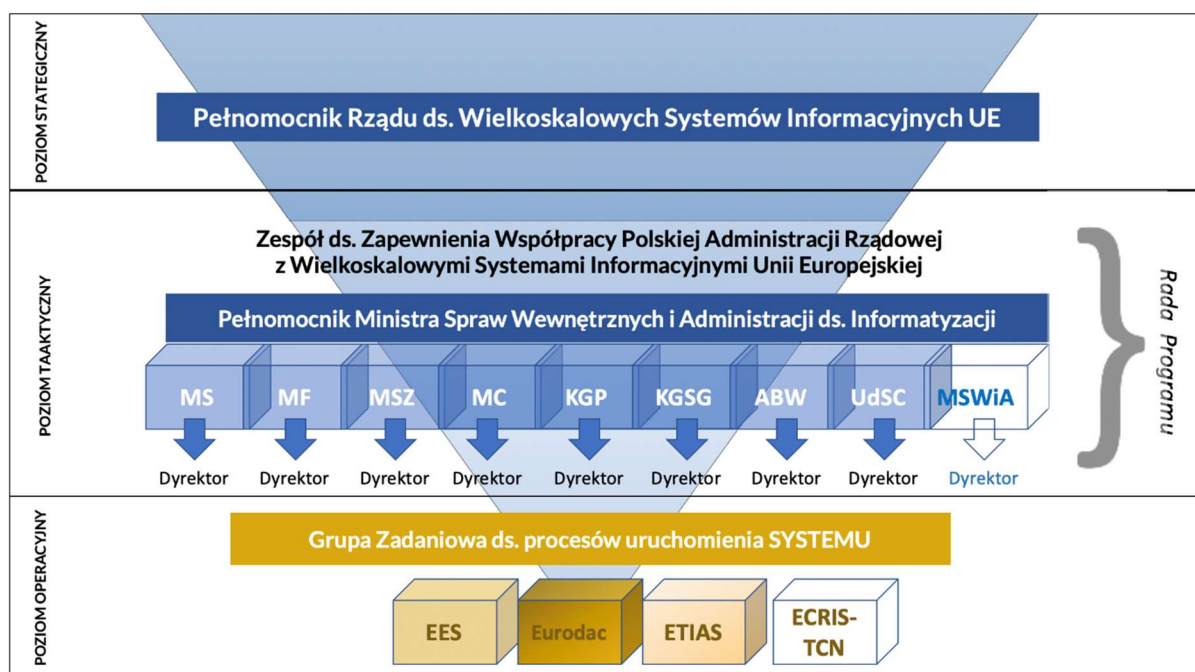 POZIOM STATEGICZNY
Pełnomocnik Rządu ds. Wielkoskalowych Systemów Informacyjnych UE
POZIOM TAAKTYCZNY
Zespół ds. Zapewnienia Współpracy Polskiej Administracji Rządowej
z Wielkoskalowymi Systemami Informacyjnymi Unii Europejskiej
Pełnomocnik Ministra Spraw Wewnętrznych i Administracji ds. Informatyzacji
MS MF MSZ MC KGP KGSG ABW UdSC MSWiA
Dyrektor Dyrektor Dyrektor Dyrektor Dyrektor Dyrektor Dyrektor Dyrektor Dyrektor
Rada Programu
POZIOM OPERACYJNY
Grupa Zadaniowa ds. procesów uruchomienia SYSTEMU
EES Eurodac ETIAS ECRIS-
TCN